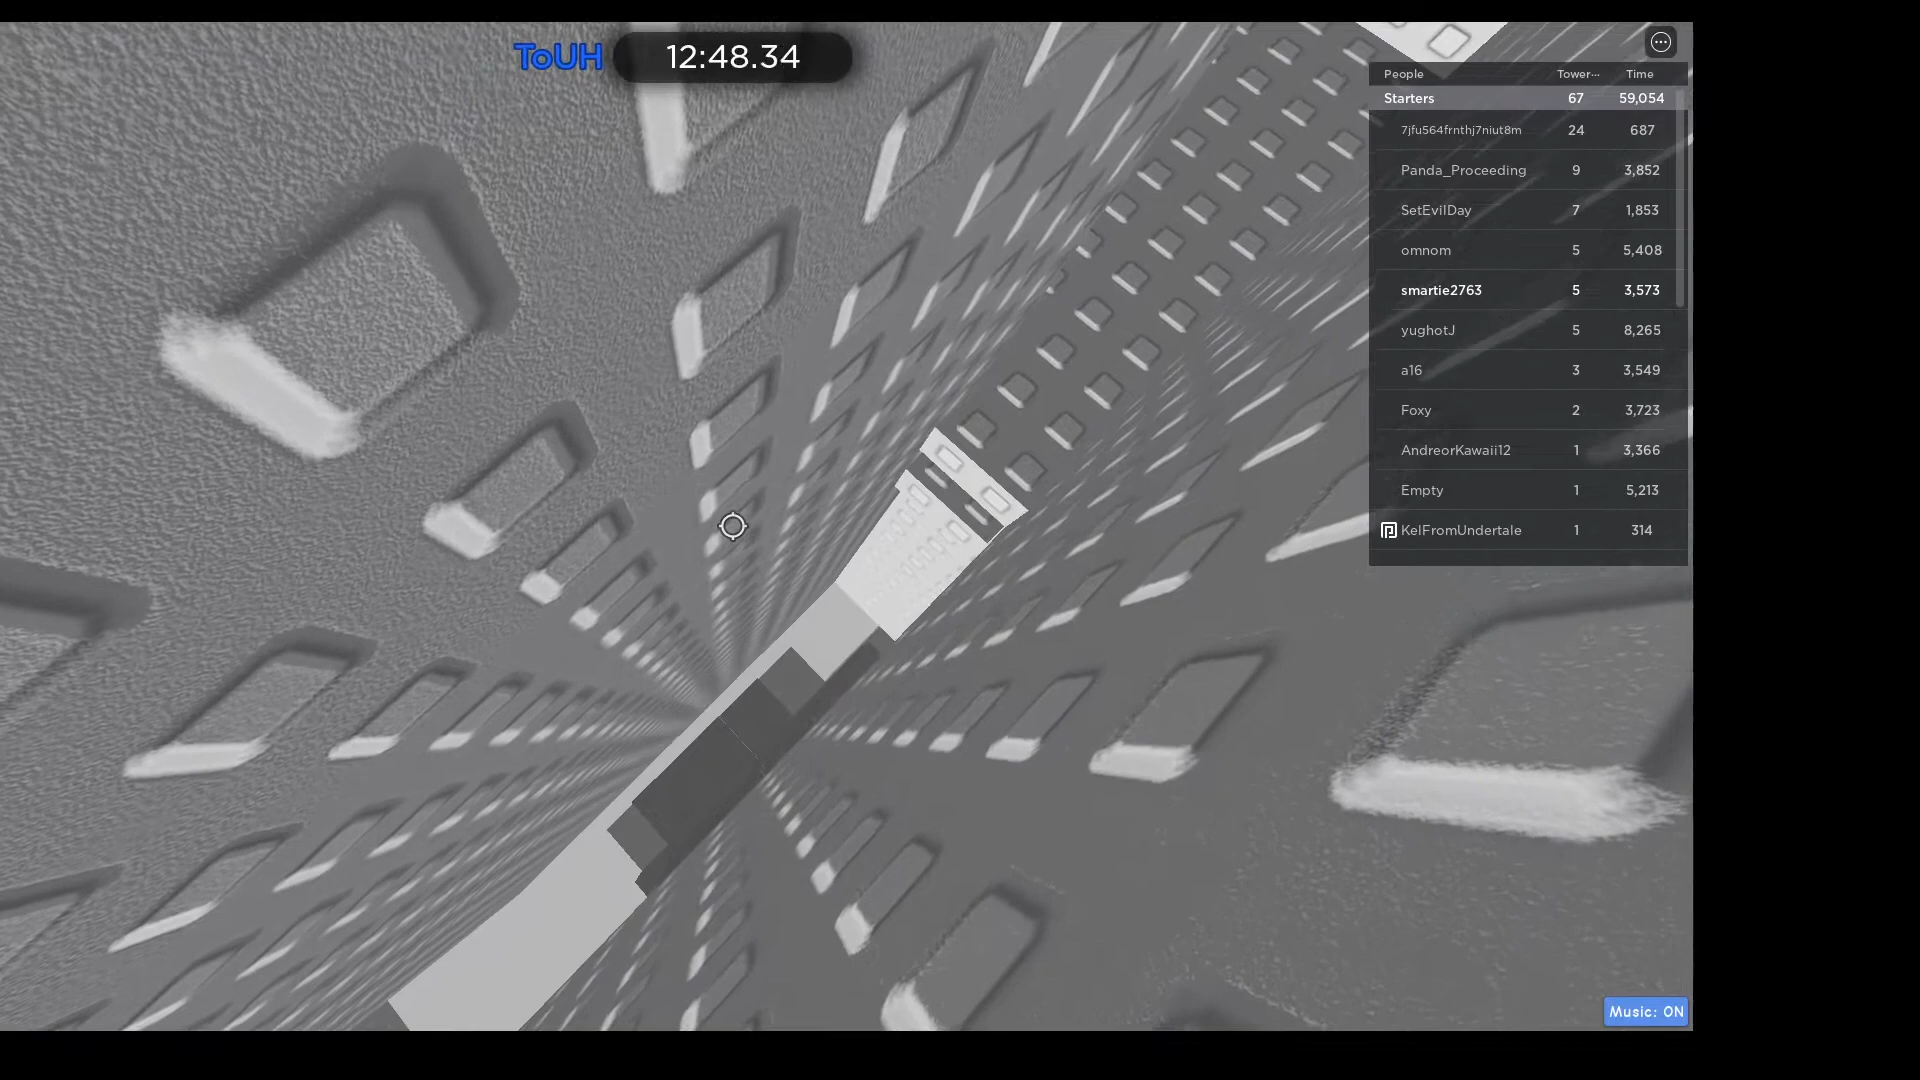 ToUH 12:48.34
People Tower··· Time
Starters 67 59,054
7jfu564frnthj7niut8m 24 687
Panda_Proceeding 9 3,852
SetEvilDay 7 1,853
omnom 5 5,408
smartie2763 5 3,573
yughotJ 5 8,265
a16 3 3,549
Foxy 2 3,723
AndreorKawaii12 1 3,366
Empty 1 5,213
KelFromUndertale 1 314
Music: ON